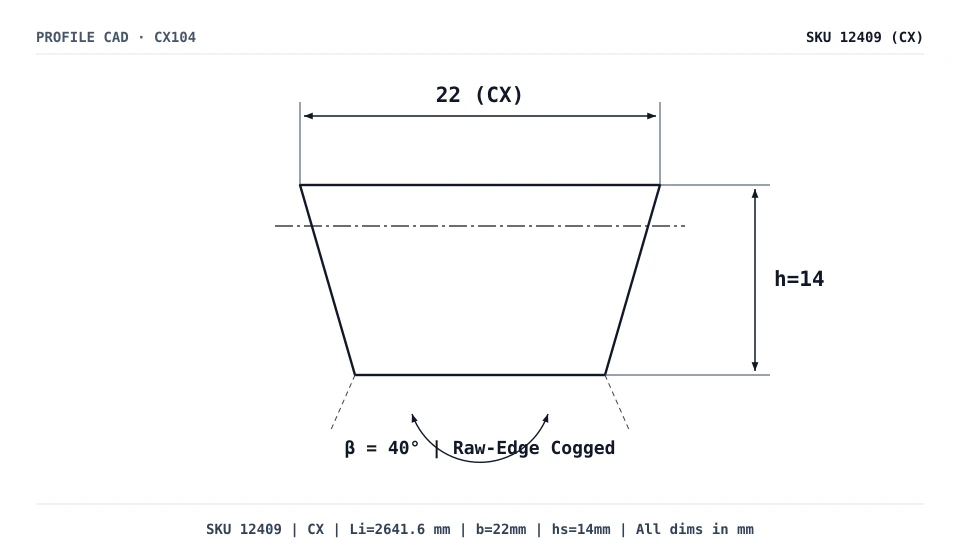 PROFILE CAD · CX104
SKU 12409 (CX)
22 (CX)
h=14
β = 40° | Raw-Edge Cogged
SKU 12409 | CX | Li=2641.6 mm | b=22mm | hs=14mm | All dims in mm